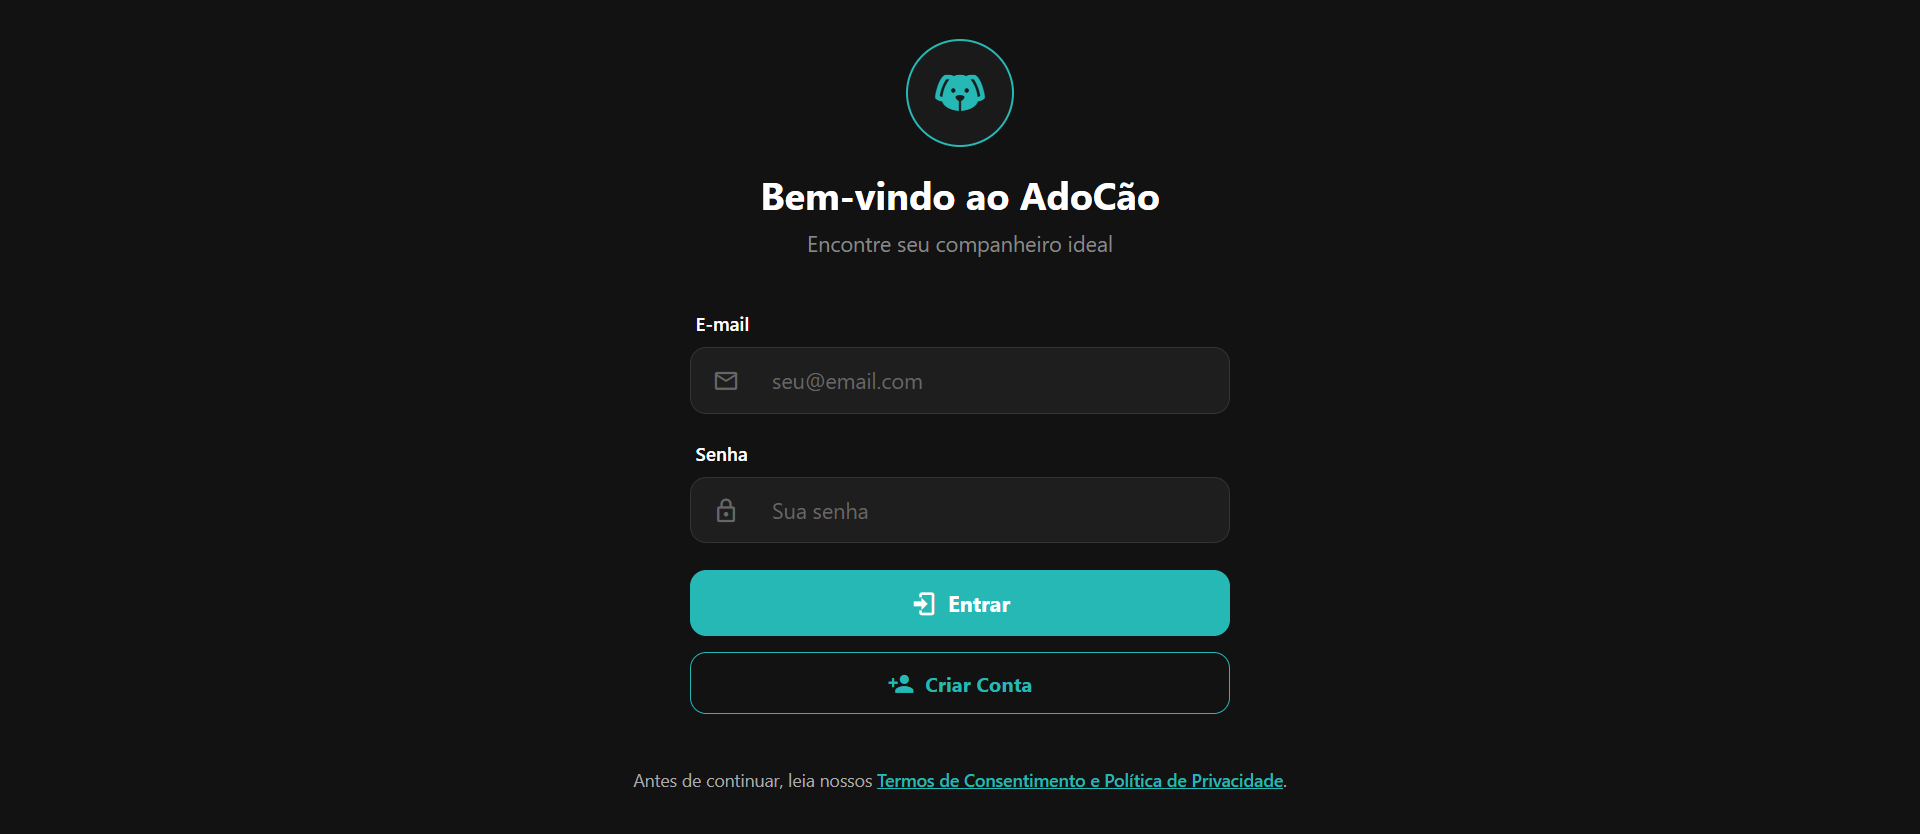 Bem-vindo ao AdoCão
Encontre seu companheiro ideal
E-mail
seu@email.com
Senha
Sua senha
Entrar
Criar Conta
Antes de continuar, leia nossos Termos de Consentimento e Política de Privacidade.